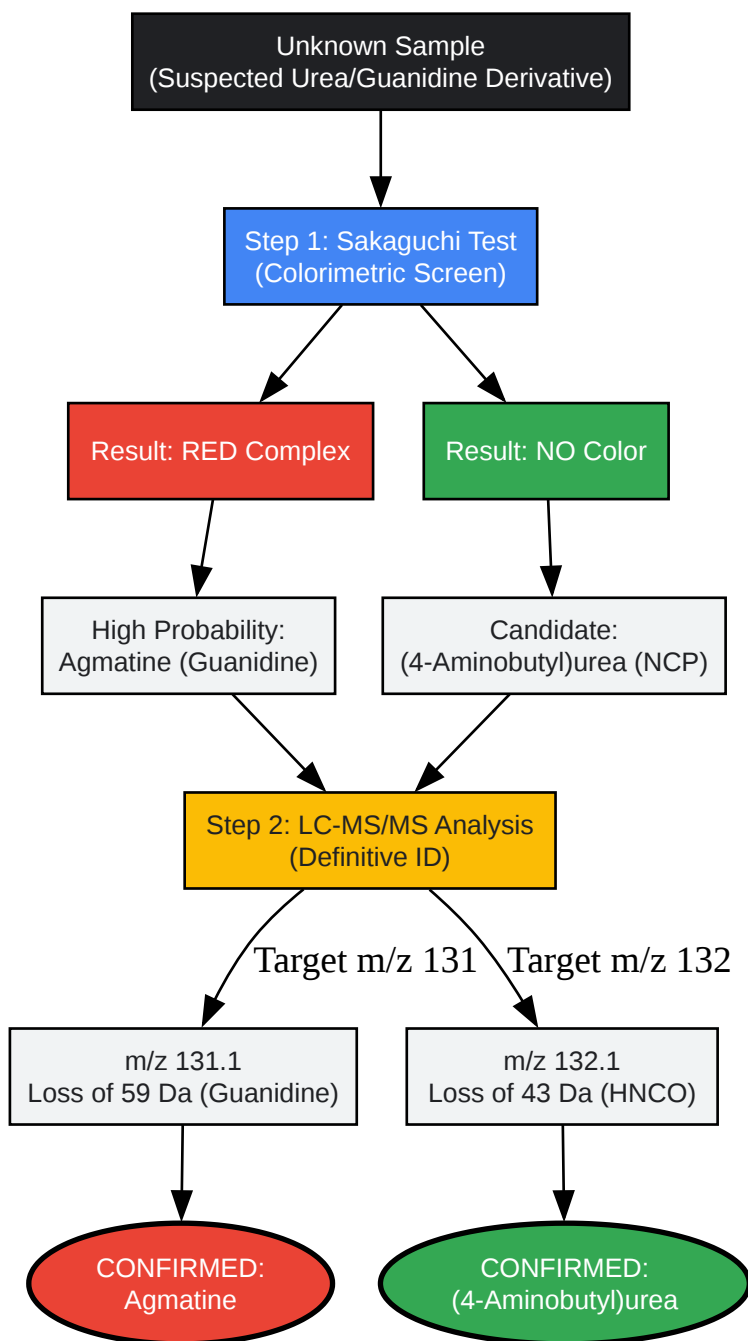 Unknown Sample
(Suspected Urea/Guanidine Derivative)
Step 1: Sakaguchi Test
(Colorimetric Screen)
Result: RED Complex
Result: NO Color
High Probability:
Agmatine (Guanidine)
Candidate:
(4-Aminobutyl)urea (NCP)
Step 2: LC-MS/MS Analysis
(Definitive ID)
Target m/z 131
Target m/z 132
m/z 131.1
Loss of 59 Da (Guanidine)
m/z 132.1
Loss of 43 Da (HNCO)
CONFIRMED:
Agmatine
CONFIRMED:
(4-Aminobutyl)urea